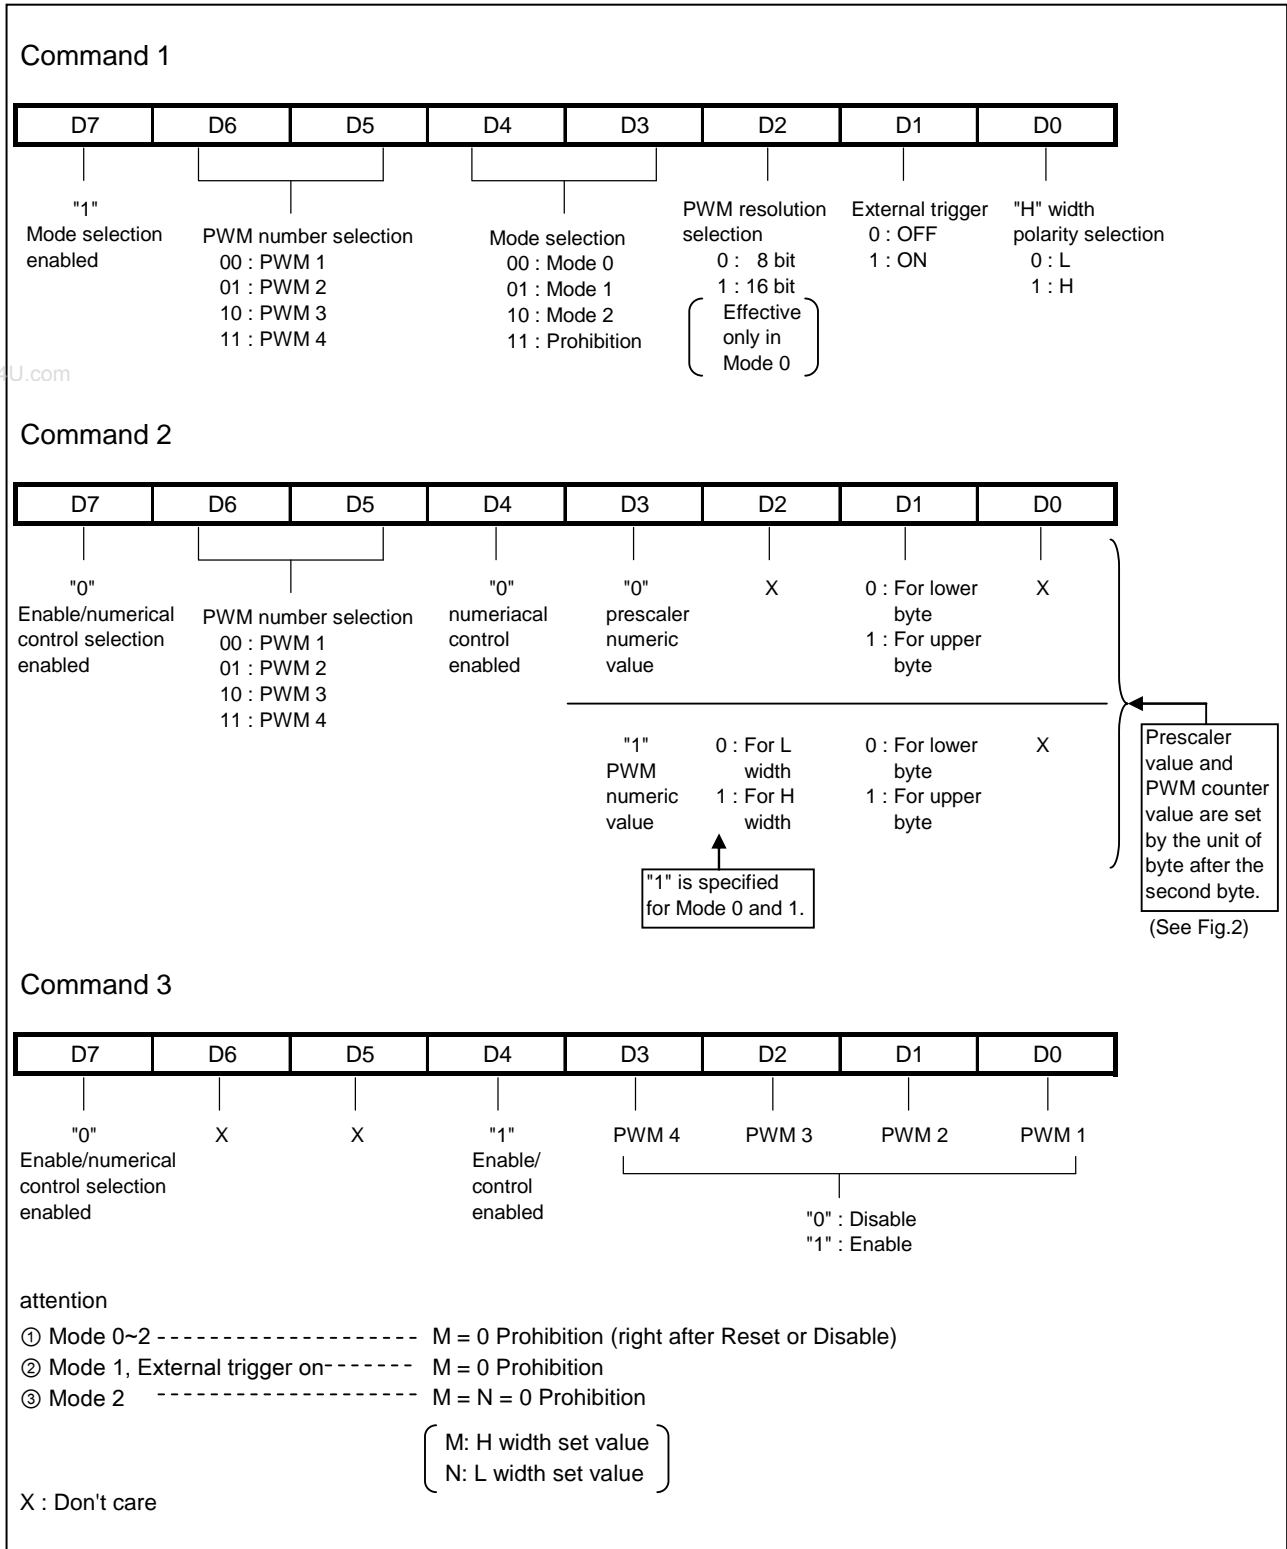 Command 1
D7 D6 D5 D4 D3 D2 D1 D0
"1"
Mode selection
enabled
PWM number selection
00 : PWM 1
01 : PWM 2
10 : PWM 3
11 : PWM 4
Mode selection
00 : Mode 0
01 : Mode 1
10 : Mode 2
11 : Prohibition
PWM resolution
selection
0 : 8 bit
1 : 16 bit
Effective
only in
Mode 0
External trigger
0 : OFF
1 : ON
"H" width
polarity selection
0 : L
1 : H
4U.com
Command 2
D7 D6 D5 D4 D3 D2 D1 D0
"0"
Enable/numerical
control selection
enabled
PWM number selection
00 : PWM 1
01 : PWM 2
10 : PWM 3
11 : PWM 4
"0"
numeriacal
control
enabled
"0"
prescaler
numeric
value
X
0 : For lower
byte
1 : For upper
byte
X
"1"
PWM
numeric
value
0 : For L
width
1 : For H
width
0 : For lower
byte
1 : For upper
byte
X
"1" is specified
for Mode 0 and 1.
Prescaler
value and
PWM counter
value are set
by the unit of
byte after the
second byte.
(See Fig.2)
Command 3
D7 D6 D5 D4 D3 D2 D1 D0
"0"
Enable/numerical
control selection
enabled
X
X
"1"
Enable/
control
enabled
PWM 4 PWM 3 PWM 2 PWM 1
"0" : Disable
"1" : Enable
attention
① Mode 0~2 --------------------- M = 0 Prohibition (right after Reset or Disable)
② Mode 1, External trigger on------- M = 0 Prohibition
③ Mode 2 --------------------- M = N = 0 Prohibition
M: H width set value
N: L width set value
X : Don't care